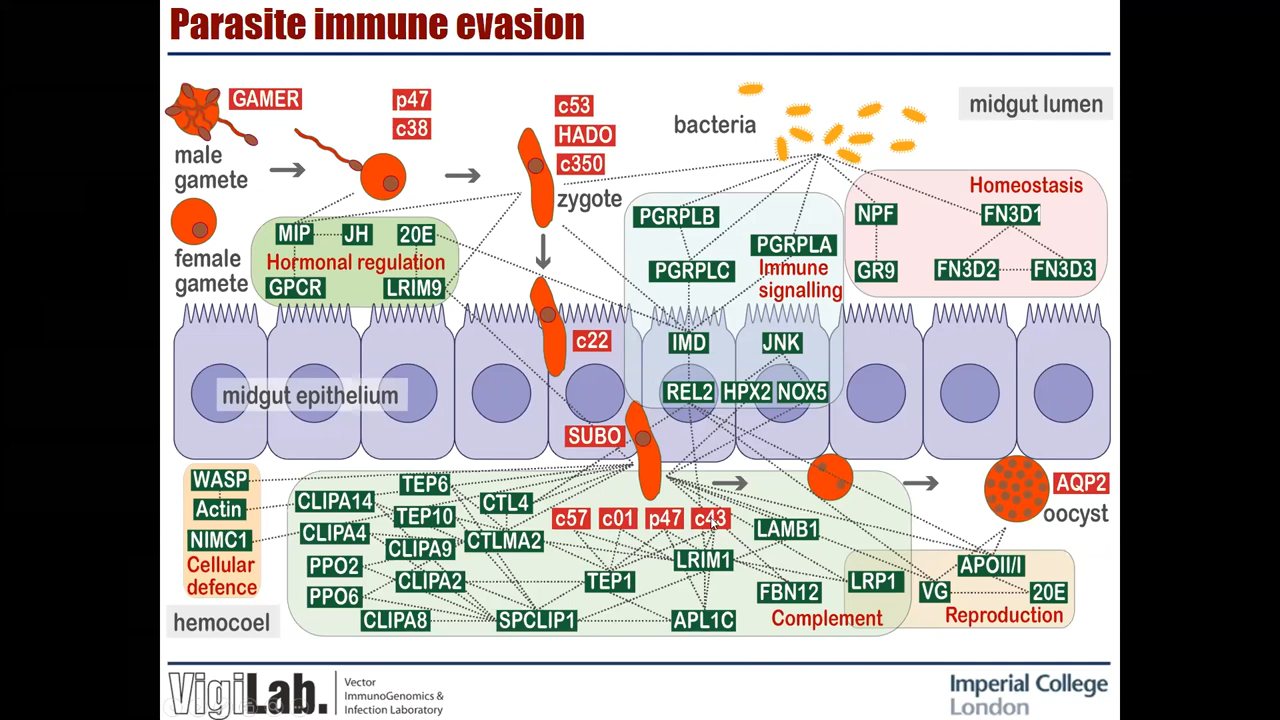 Parasite immune evasion
GAMER
p47
c38
c53
HADO
c350
bacteria
midgut lumen
male
gamete
zygote
female
gamete
MIP
JH
20E
Hormonal regulation
GPCR
LRIM9
PGRPLB
PGRPLA
PGRPLC
Immune
signalling
Homeostasis
NPF
FN3D1
GR9
FN3D2
FN3D3
c22
IMD
JNK
REL2
HPX2
NOX5
midgut epithelium
SUBO
WASP
Actin
NIMC1
Cellular
defence
CLIPA14
TEP6
CTL4
TEP10
CLIPA4
CLIPA9
CTLMA2
PPO2
CLIPA2
PPO6
CLIPA8
SPCLIP1
c57
c01
p47
c43
LAMB1
LRIM1
TEP1
FBN12
LRP1
APL1C
Complement
AQP2
oocyst
APOII/I
VG
20E
Reproduction
hemocoel
VigiLab.
Vector
ImmunoGenomics &
Infection Laboratory
Imperial College
London